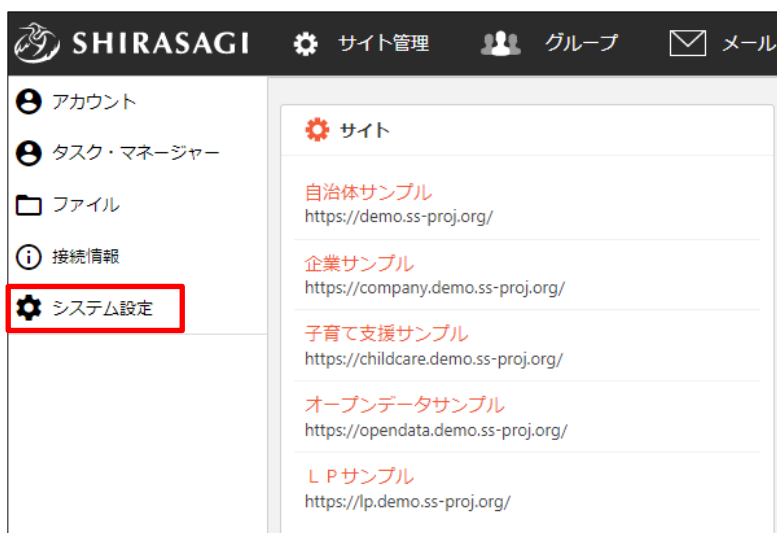 SHIRASAGI サイト管理 グループ メール
アカウント
タスク・マネージャー
ファイル
接続情報
システム設定
サイト
自治体サンプル
https://demo.ss-proj.org/
企業サンプル
https://company.demo.ss-proj.org/
子育て支援サンプル
https://childcare.demo.ss-proj.org/
オープンデータサンプル
https://opendata.demo.ss-proj.org/
ＬＰサンプル
https://lp.demo.ss-proj.org/